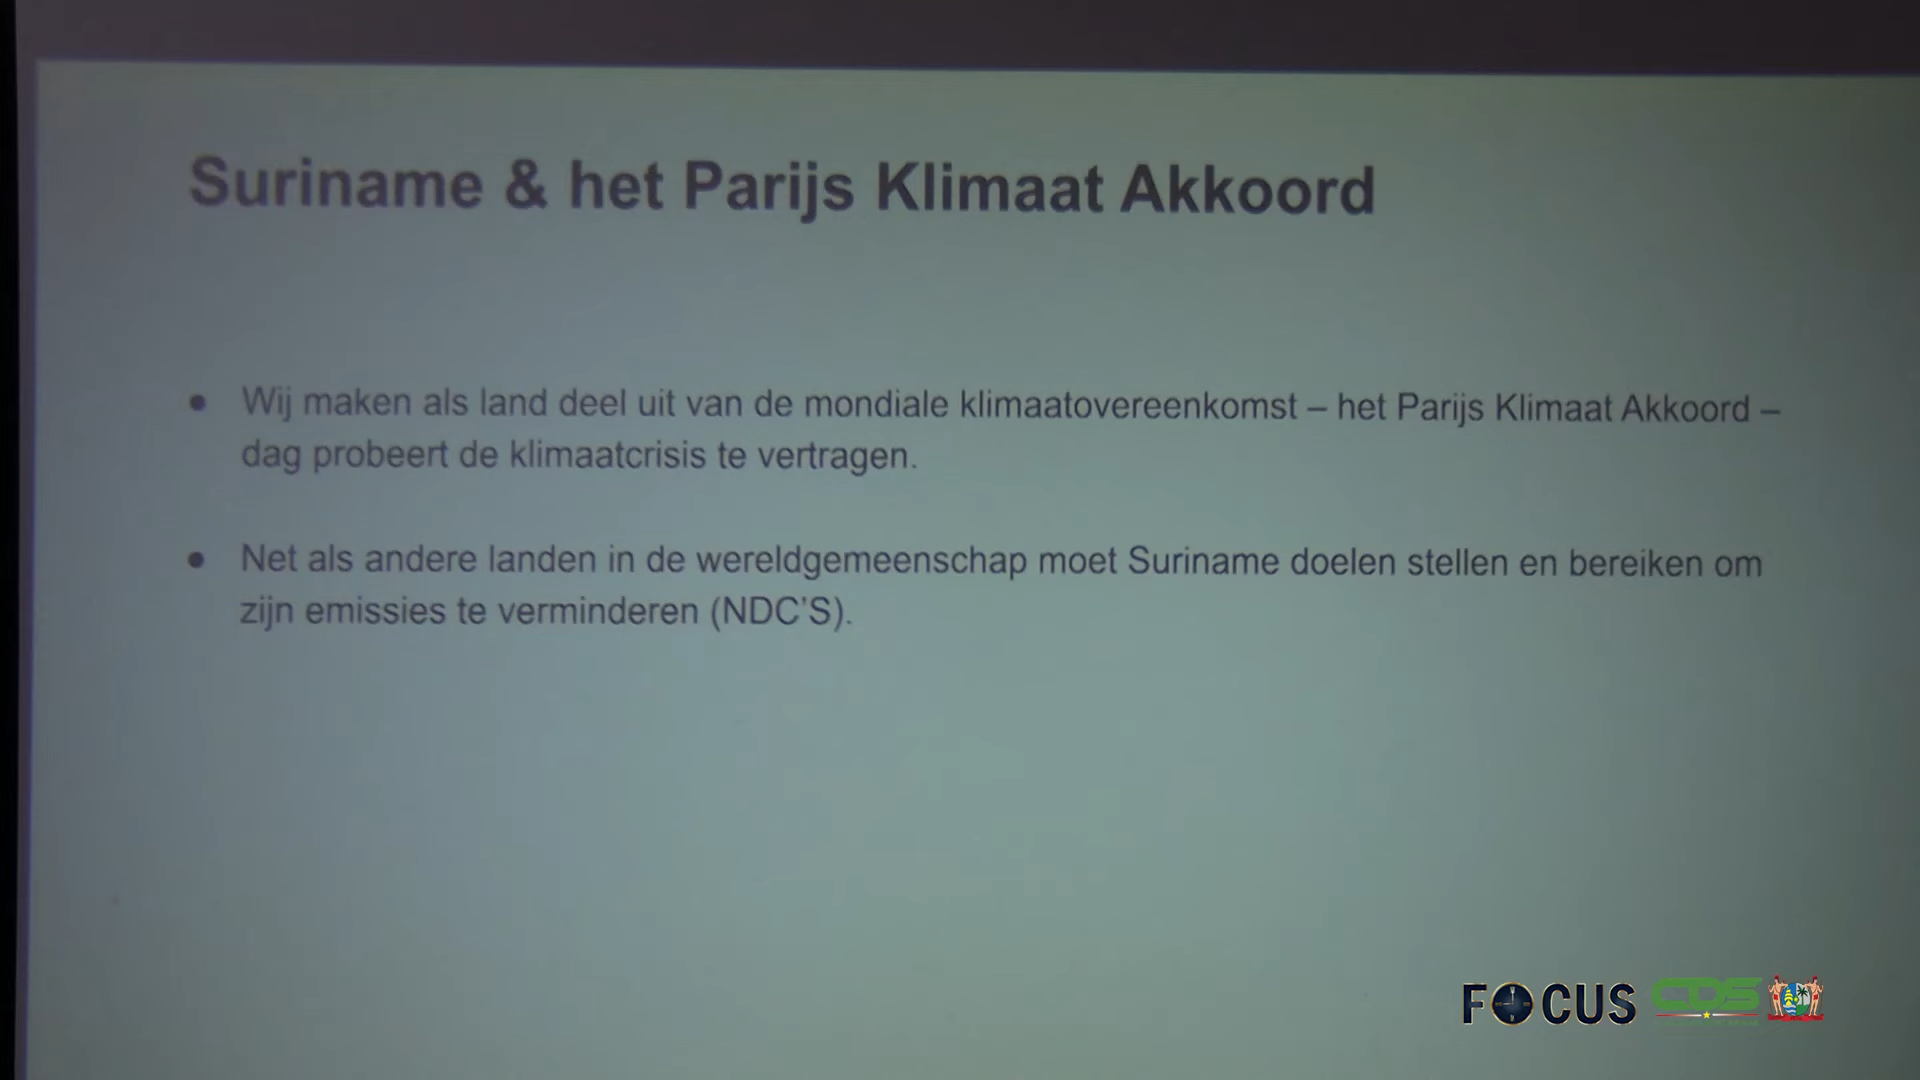 Suriname & het Parijs Klimaat Akkoord
• Wij maken als land deel uit van de mondiale klimaatovereenkomst – het Parijs Klimaat Akkoord –
dag probeert de klimaatcrisis te vertragen.
• Net als andere landen in de wereldgemeenschap moet Suriname doelen stellen en bereiken om
zijn emissies te verminderen (NDC'S).
FOCUS CDS